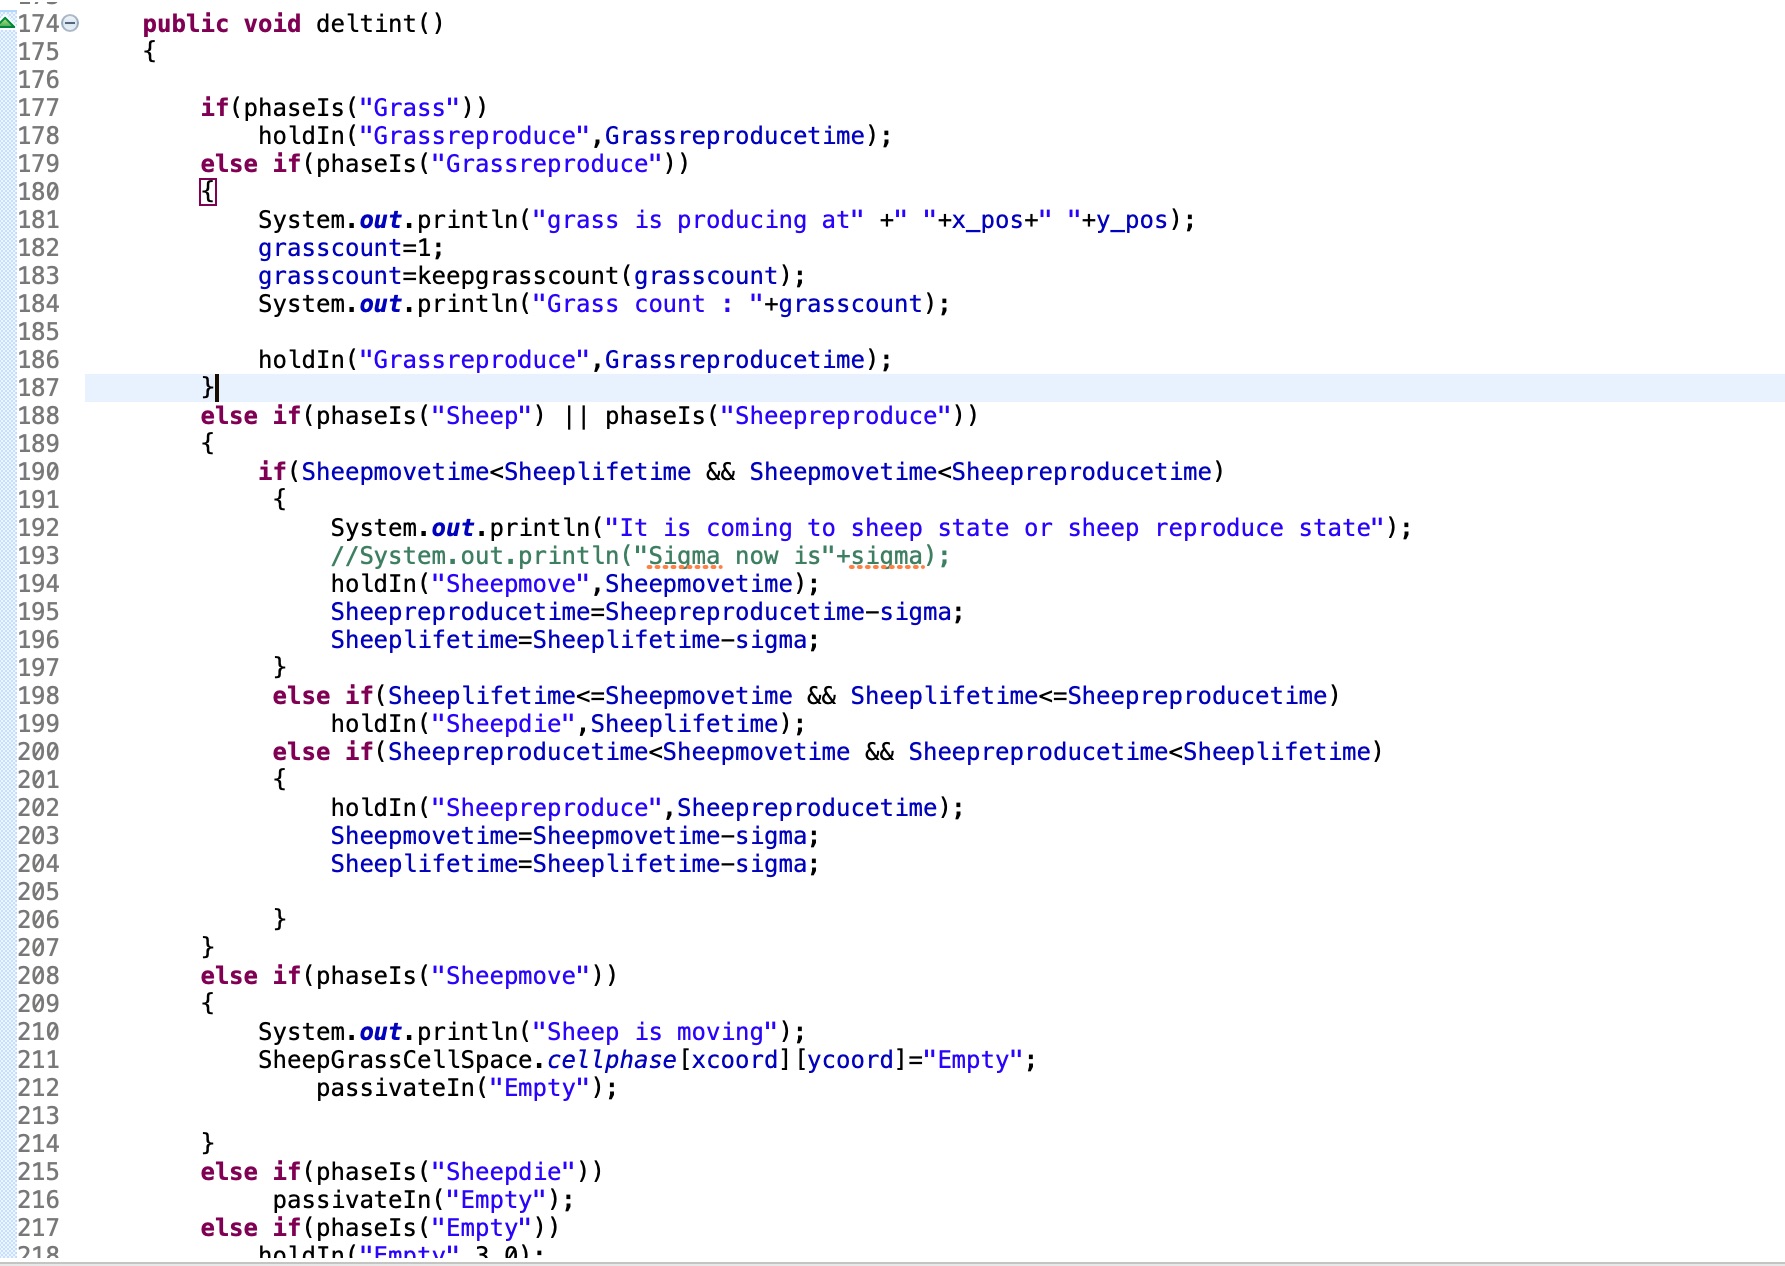 174 public void deltint()
175 {
176
177 if(phaseIs("Grass"))
178 holdIn("Grassreproduce",Grassreproducetime);
179 else if(phaseIs("Grassreproduce"))
180 {
181 System.out.println("grass is producing at" +" "+x_pos+" "+y_pos);
182 grasscount=1;
183 grasscount=keepgrasscount(grasscount);
184 System.out.println("Grass count : "+grasscount);
185
186 holdIn("Grassreproduce",Grassreproducetime);
187 }
188 else if(phaseIs("Sheep") || phaseIs("Sheepreproduce"))
189 {
190 if(Sheepmovetime<Sheeplifetime && Sheepmovetime<Sheepreproducetime)
191 {
192 System.out.println("It is coming to sheep state or sheep reproduce state");
193 //System.out.println("Sigma now is"+sigma);
194 holdIn("Sheepmove",Sheepmovetime);
195 Sheepreproducetime=Sheepreproducetime-sigma;
196 Sheeplifetime=Sheeplifetime-sigma;
197 }
198 else if(Sheeplifetime<=Sheepmovetime && Sheeplifetime<=Sheepreproducetime)
199 holdIn("Sheepdie",Sheeplifetime);
200 else if(Sheepreproducetime<Sheepmovetime && Sheepreproducetime<Sheeplifetime)
201 {
202 holdIn("Sheepreproduce",Sheepreproducetime);
203 Sheepmovetime=Sheepmovetime-sigma;
204 Sheeplifetime=Sheeplifetime-sigma;
205
206 }
207 }
208 else if(phaseIs("Sheepmove"))
209 {
210 System.out.println("Sheep is moving");
211 SheepGrassCellSpace.cellphase[xcoord][ycoord]="Empty";
212 passivateIn("Empty");
213
214 }
215 else if(phaseIs("Sheepdie"))
216 passivateIn("Empty");
217 else if(phaseIs("Empty"))
218 holdIn("Empty",3.0);